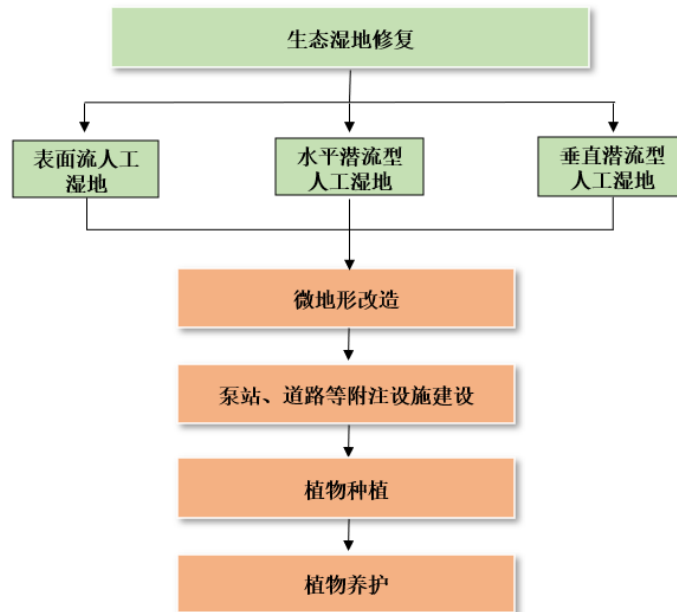 生态湿地修复
表面流人工
湿地
水平潜流型
人工湿地
垂直潜流型
人工湿地
微地形改造
泵站、道路等附注设施建设
植物种植
植物养护